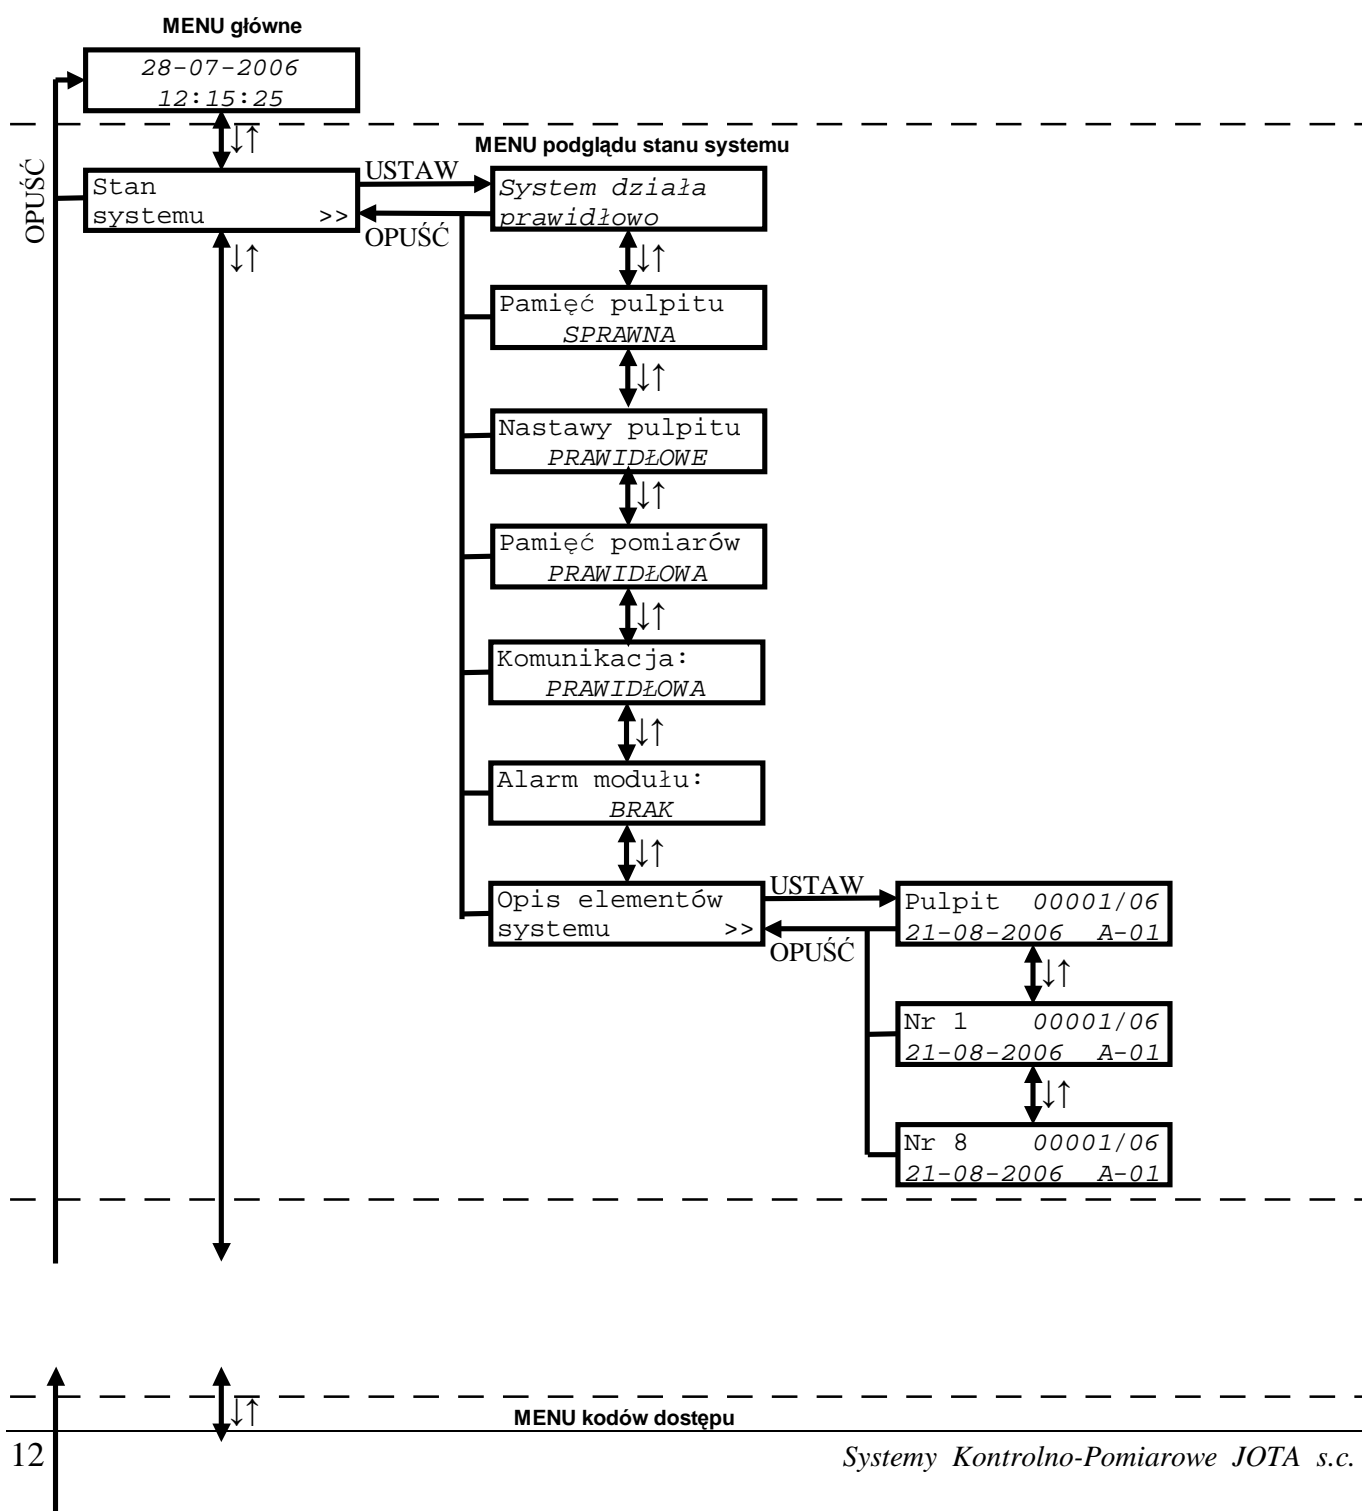 MENU główne
28-07-2006
12:15:25
↓↑
OPUŚĆ
MENU podglądu stanu systemu
Stan
systemu >>
USTAW
OPUŚĆ
System działa
prawidłowo
↓↑
↓↑
Pamięć pulpitu
SPRAWNA
↓↑
Nastawy pulpitu
PRAWIDŁOWE
↓↑
Pamięć pomiarów
PRAWIDŁOWA
↓↑
Komunikacja:
PRAWIDŁOWA
↓↑
Alarm modułu:
BRAK
↓↑
Opis elementów
systemu >>
USTAW
OPUŚĆ
Pulpit 00001/06
21-08-2006 A-01
↓↑
Nr 1 00001/06
21-08-2006 A-01
↓↑
Nr 8 00001/06
21-08-2006 A-01
↓↑
MENU kodów dostępu
12 Systemy Kontrolno-Pomiarowe JOTA s.c.